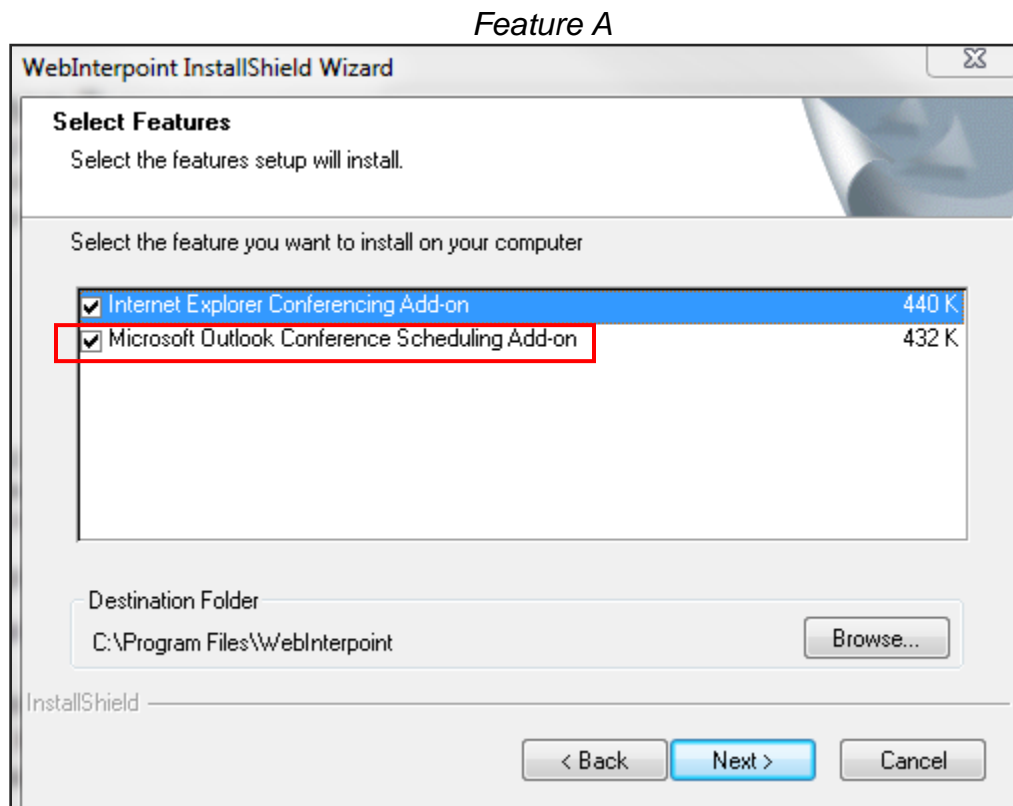 Feature A
WebInterpoint InstallShield Wizard
Select Features
Select the features setup will install.
Select the feature you want to install on your computer
Internet Explorer Conferencing Add-on 440 K
Microsoft Outlook Conference Scheduling Add-on 432 K
Destination Folder
C:\Program Files\WebInterpoint Browse...
InstallShield
< Back Next > Cancel